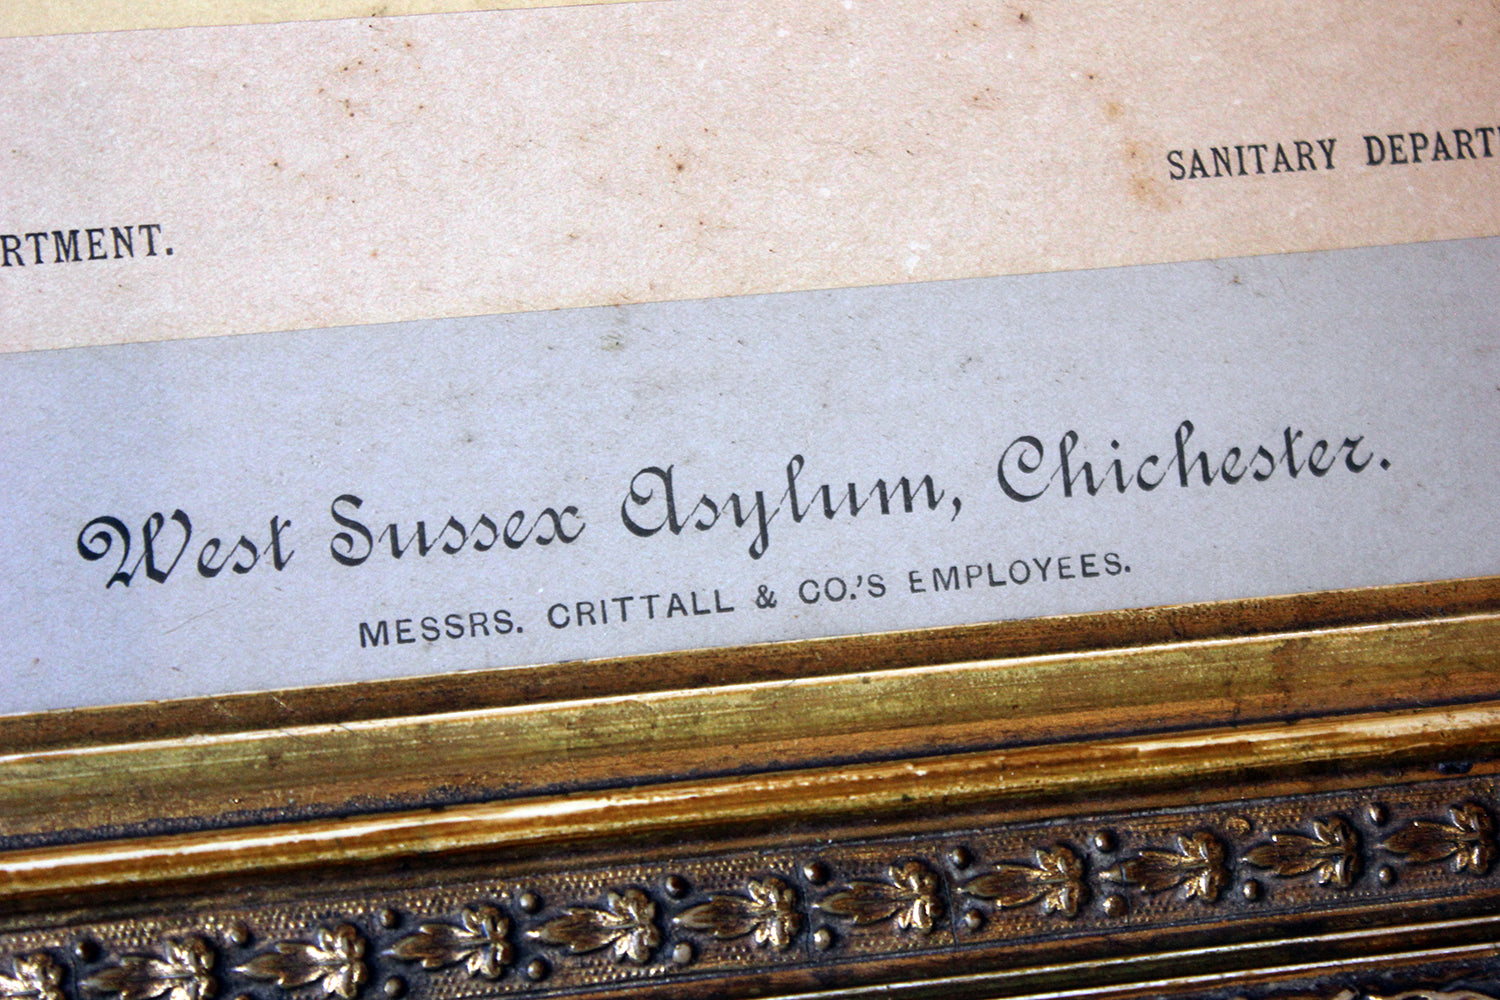 SANITARY DEPART
RTMENT.
West Sussex Asylum, Chichester.
MESSRS. CRITTALL & CO.'S EMPLOYEES.